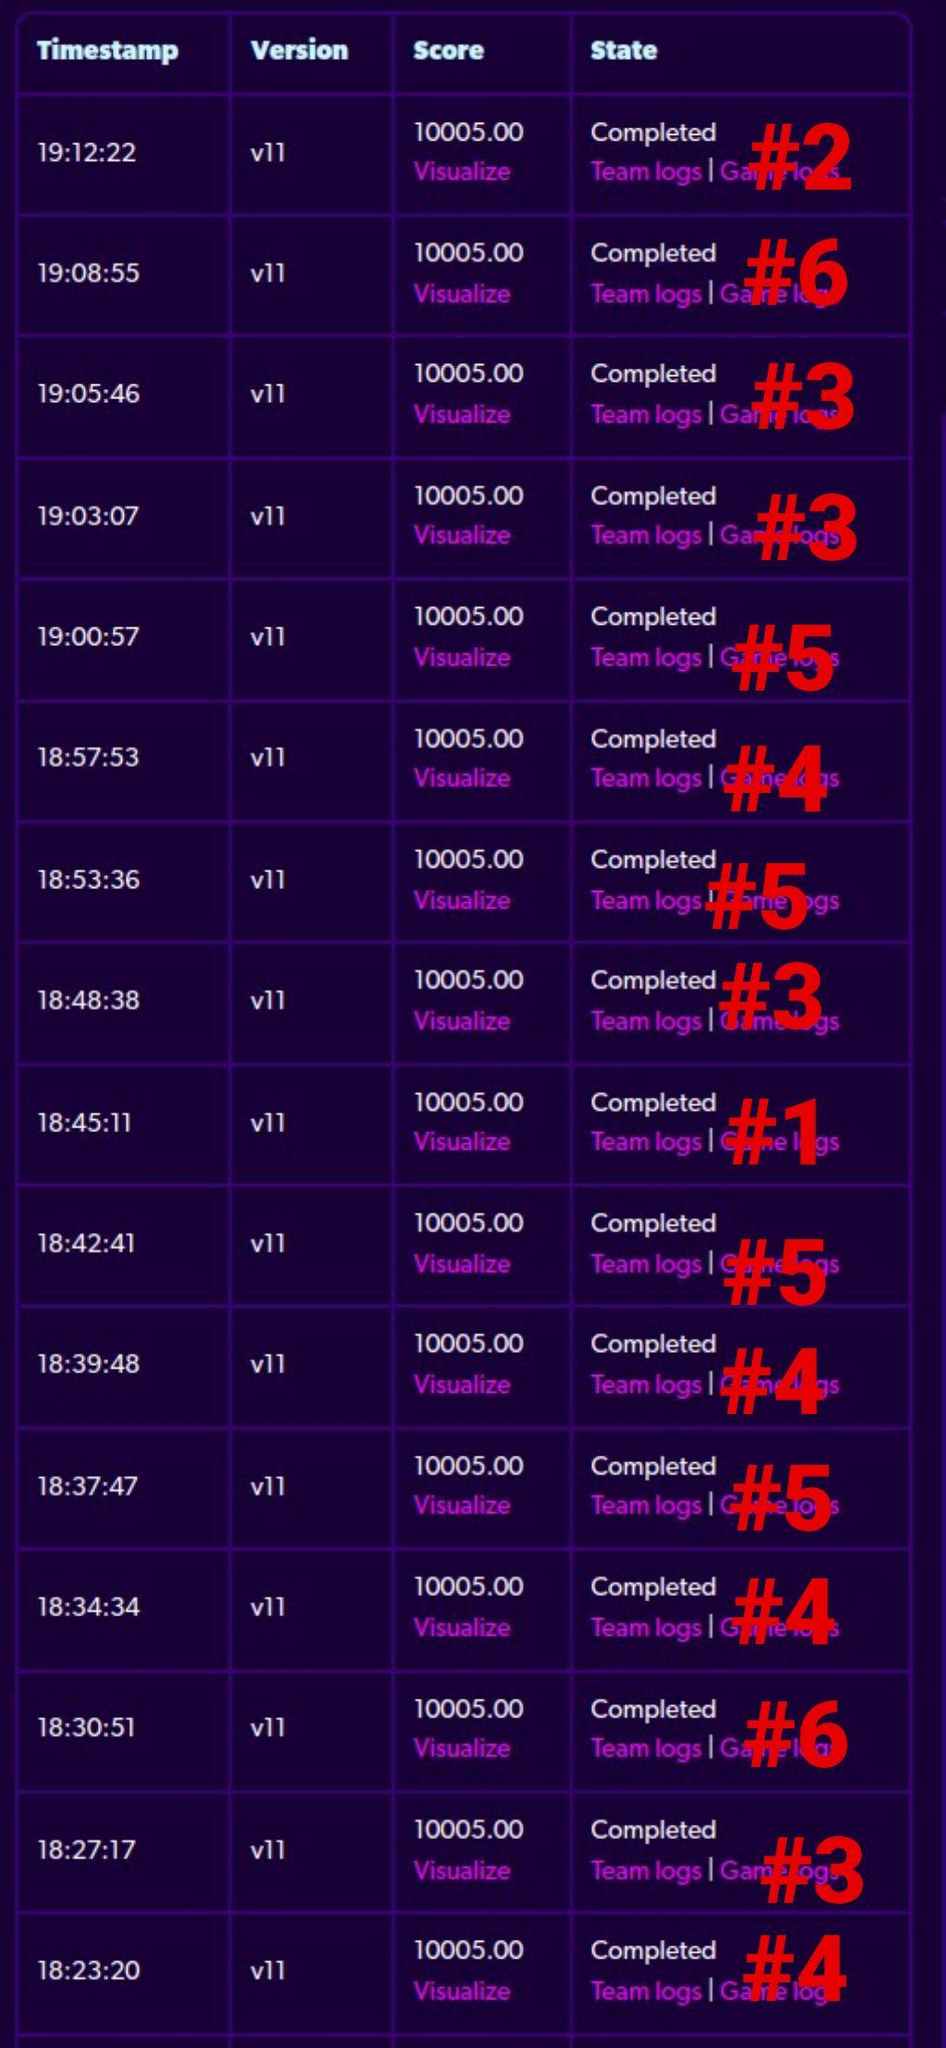 Timestamp Version Score State
19:12:22 v11 10005.00 Completed
Visualize Team logs | Game logs #2
19:08:55 v11 10005.00 Completed
Visualize Team logs | Game logs #6
19:05:46 v11 10005.00 Completed
Visualize Team logs | Game logs #3
19:03:07 v11 10005.00 Completed
Visualize Team logs | Game logs #3
19:00:57 v11 10005.00 Completed
Visualize Team logs | Game logs #5
18:57:53 v11 10005.00 Completed
Visualize Team logs | Game logs #4
18:53:36 v11 10005.00 Completed
Visualize Team logs | Game logs #5
18:48:38 v11 10005.00 Completed
Visualize Team logs | Game logs #3
18:45:11 v11 10005.00 Completed
Visualize Team logs | Game logs #1
18:42:41 v11 10005.00 Completed
Visualize Team logs | Game logs #5
18:39:48 v11 10005.00 Completed
Visualize Team logs | Game logs #4
18:37:47 v11 10005.00 Completed
Visualize Team logs | Game logs #5
18:34:34 v11 10005.00 Completed
Visualize Team logs | Game logs #4
18:30:51 v11 10005.00 Completed
Visualize Team logs | Game logs #6
18:27:17 v11 10005.00 Completed
Visualize Team logs | Game logs #3
18:23:20 v11 10005.00 Completed
Visualize Team logs | Game logs #4